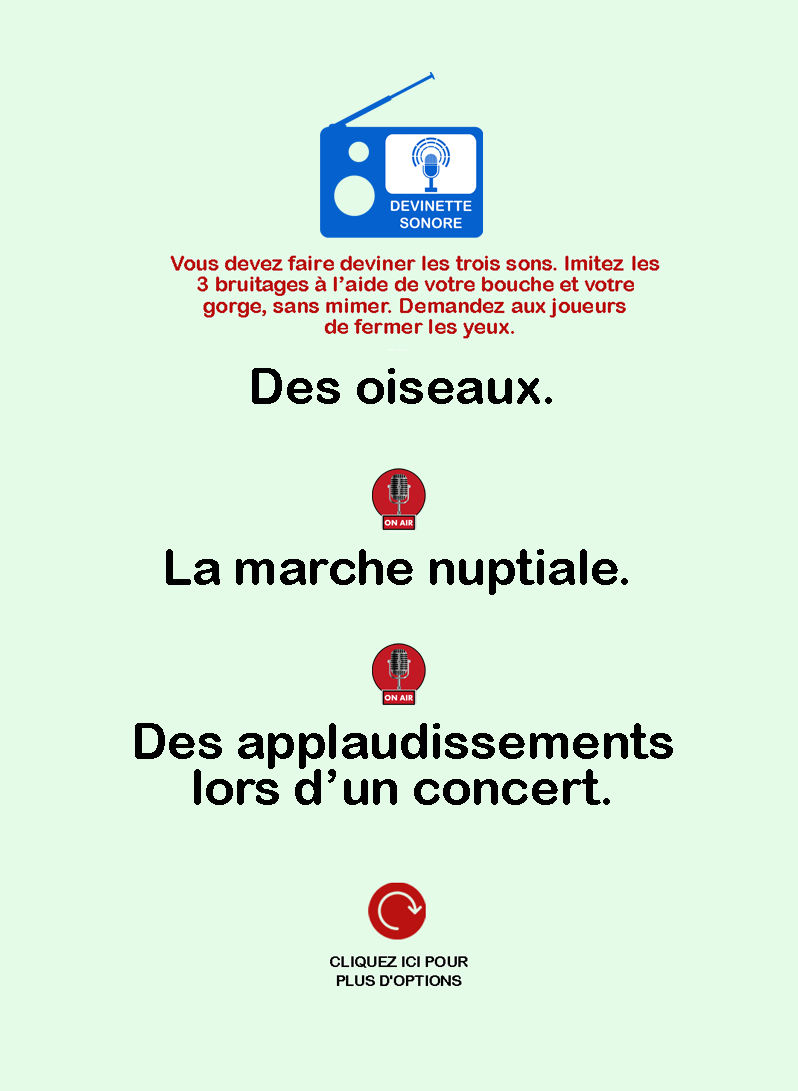 DEVINETTE
SONORE
Vous devez faire deviner les trois sons. Imitez les
3 bruitages à l’aide de votre bouche et votre
gorge, sans mimer. Demandez aux joueurs
de fermer les yeux.
Des oiseaux.
ON AIR
La marche nuptiale.
ON AIR
Des applaudissements
lors d’un concert.
CLIQUEZ ICI POUR
PLUS D'OPTIONS